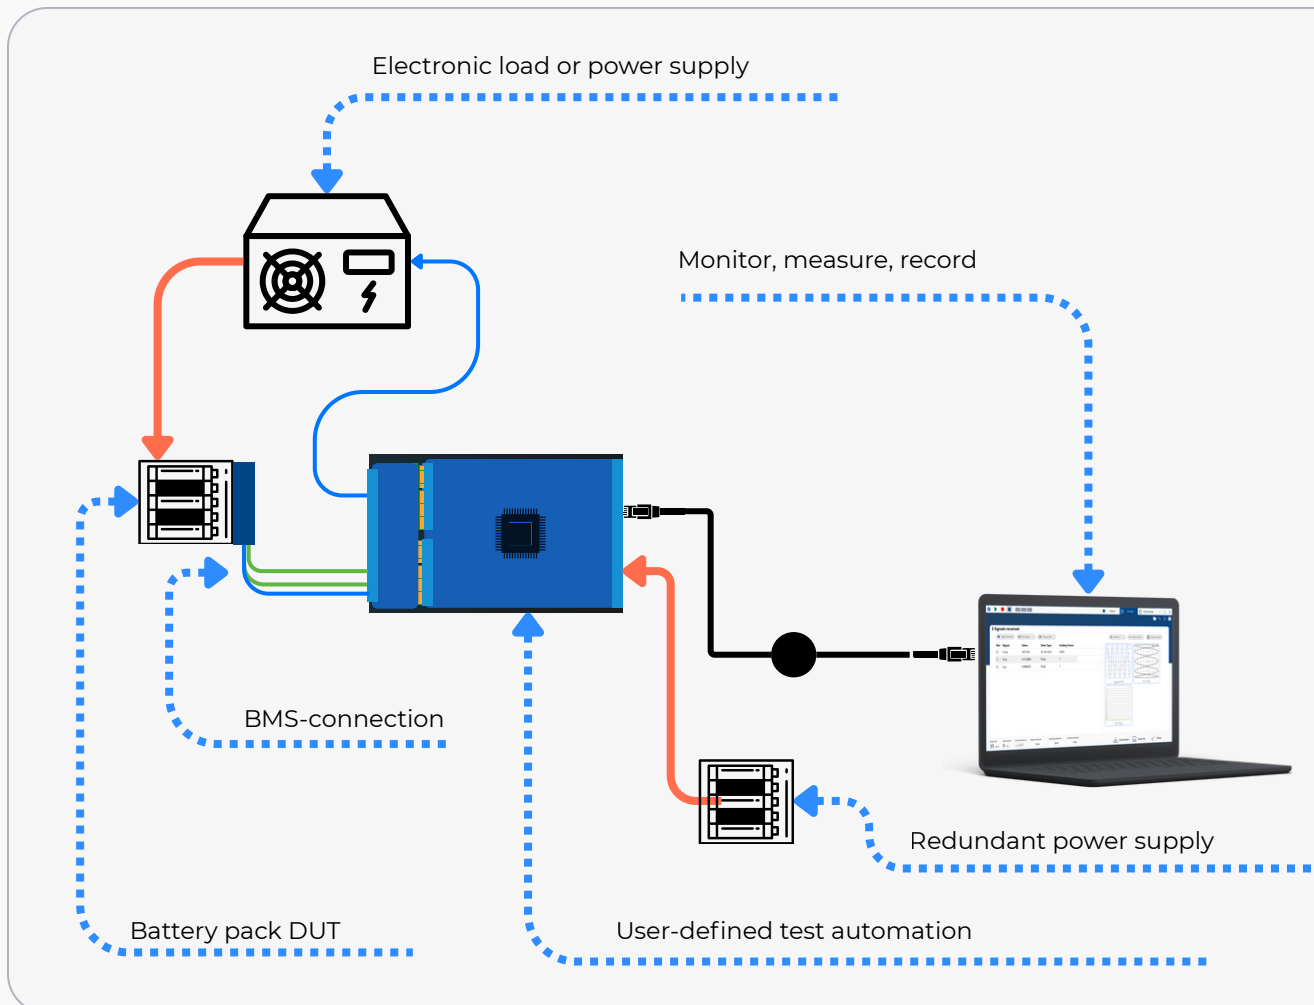 Electronic load or power supply
Monitor, measure, record
BMS-connection
Redundant power supply
Battery pack DUT
User-defined test automation